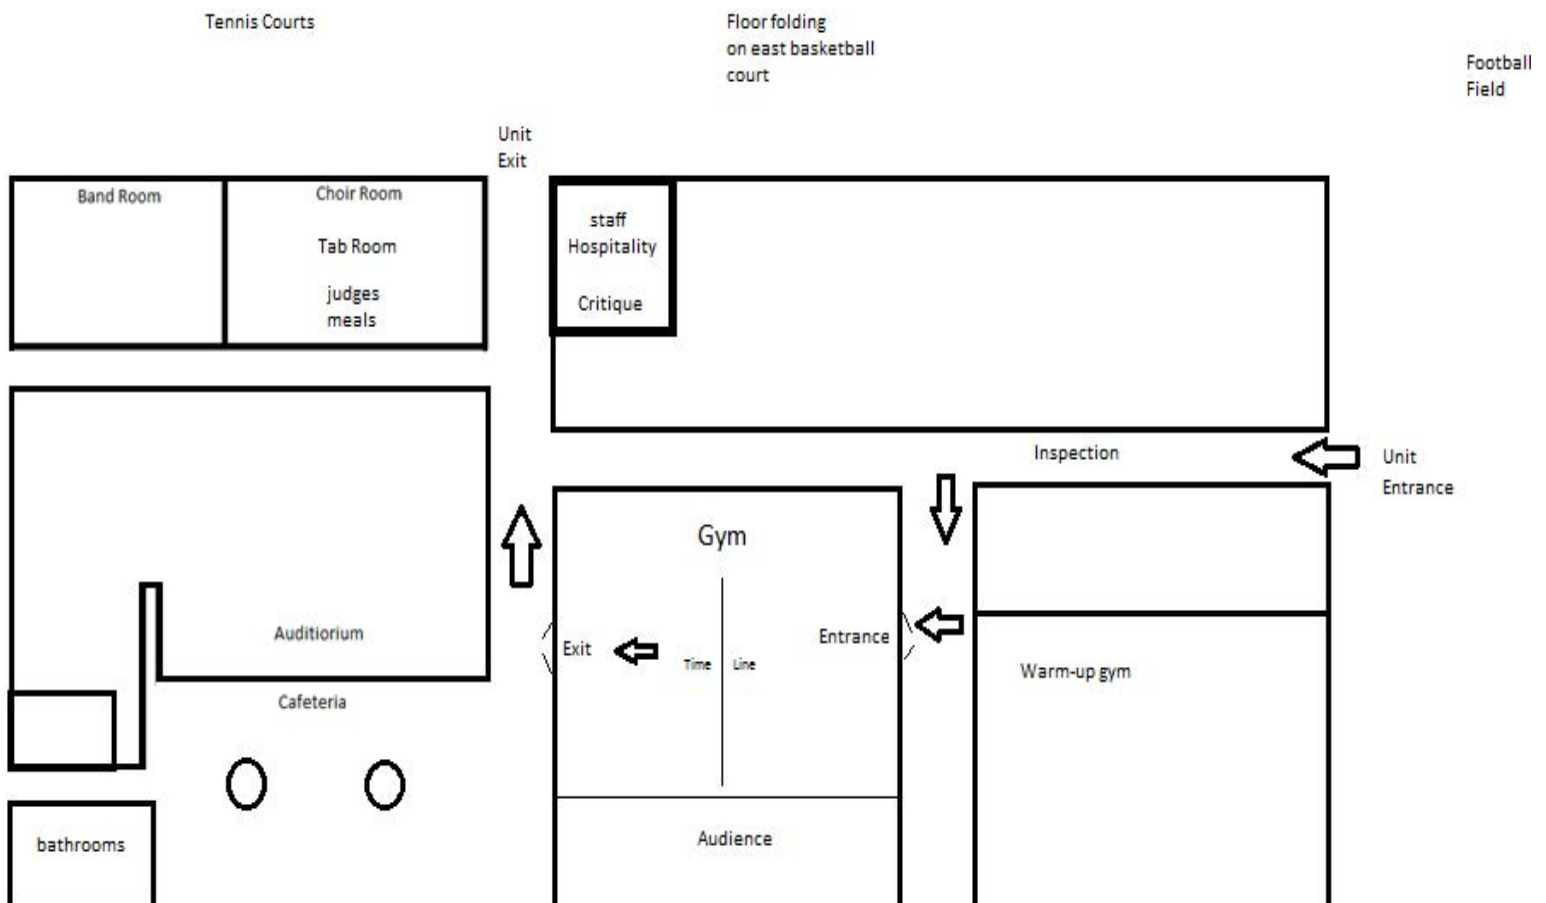 Tennis Courts
Floor folding
on east basketball
court
Football
Field
Unit
Exit
Band Room
Choir Room
Tab Room
judges
meals
staff
Hospitality
Critique
Inspection
Unit
Entrance
Gym
Auditiorium
Exit
Time
Line
Entrance
Warm-up gym
Cafeteria
bathrooms
Audience